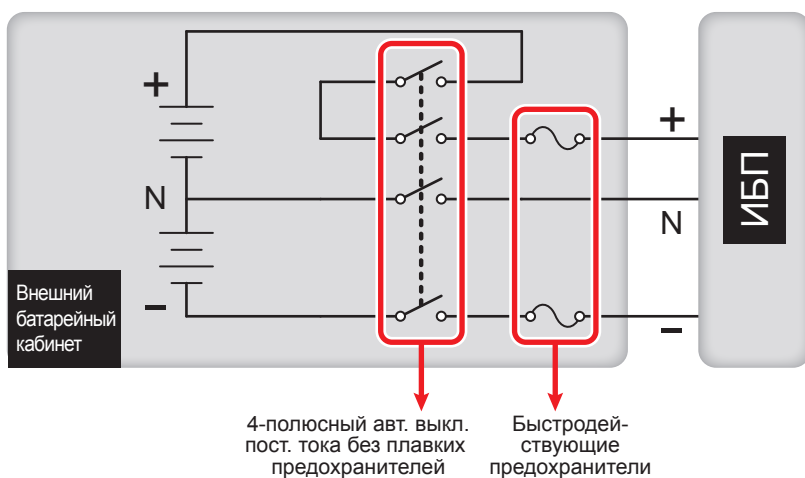 +
N
−
Внешний
батарейный
кабинет
+
N
−
ИБП
4-полюсный авт. выкл.
пост. тока без плавких
предохранителей
Быстродей-
ствующие
предохранители